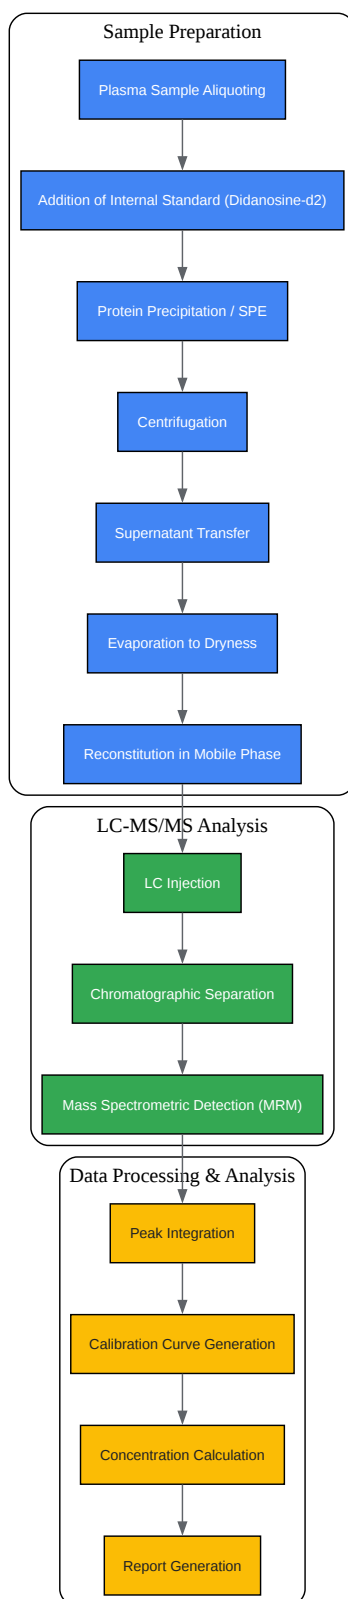 Sample Preparation
Plasma Sample Aliquoting
Addition of Internal Standard (Didanosine-d2)
Protein Precipitation / SPE
Centrifugation
Supernatant Transfer
Evaporation to Dryness
Reconstitution in Mobile Phase
LC-MS/MS Analysis
LC Injection
Chromatographic Separation
Mass Spectrometric Detection (MRM)
Data Processing & Analysis
Peak Integration
Calibration Curve Generation
Concentration Calculation
Report Generation